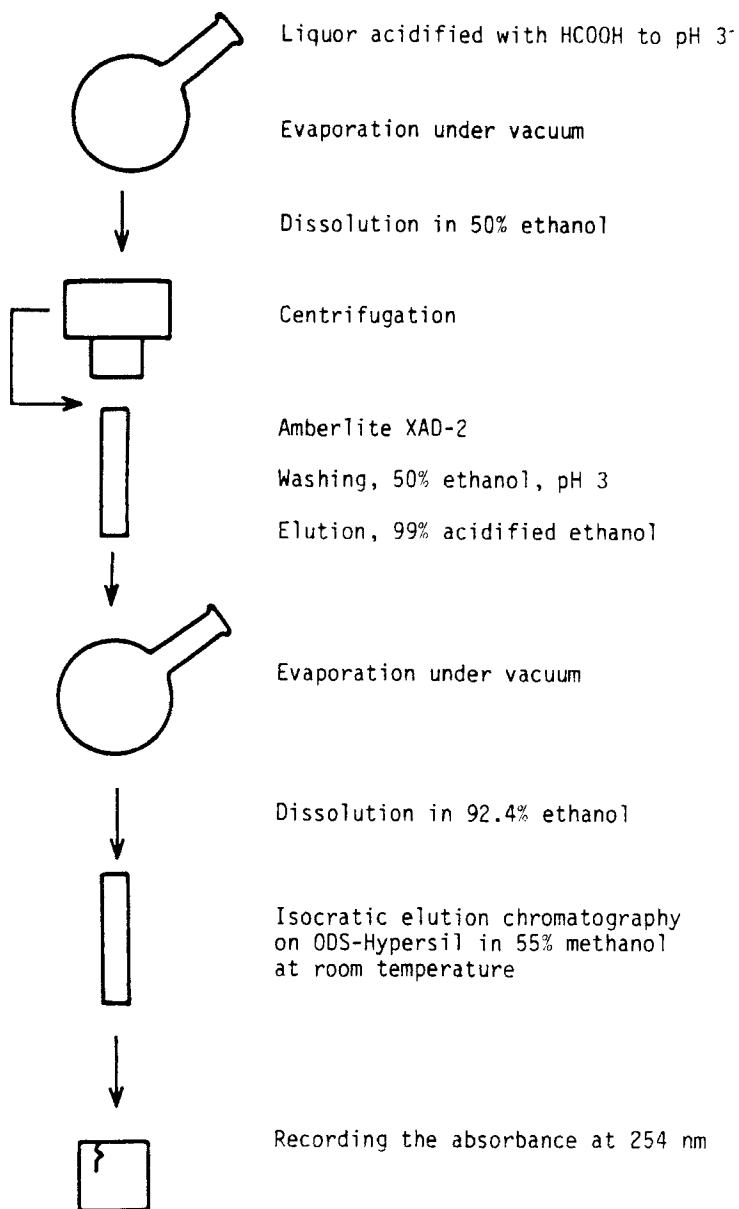 Liquor acidified with HCOOH to pH 3
Evaporation under vacuum
Dissolution in 50% ethanol
Centrifugation
Amberlite XAD-2
Washing, 50% ethanol, pH 3
Elution, 99% acidified ethanol
Evaporation under vacuum
Dissolution in 92.4% ethanol
Isocratic elution chromatography
on ODS-Hypersil in 55% methanol
at room temperature
Recording the absorbance at 254 nm